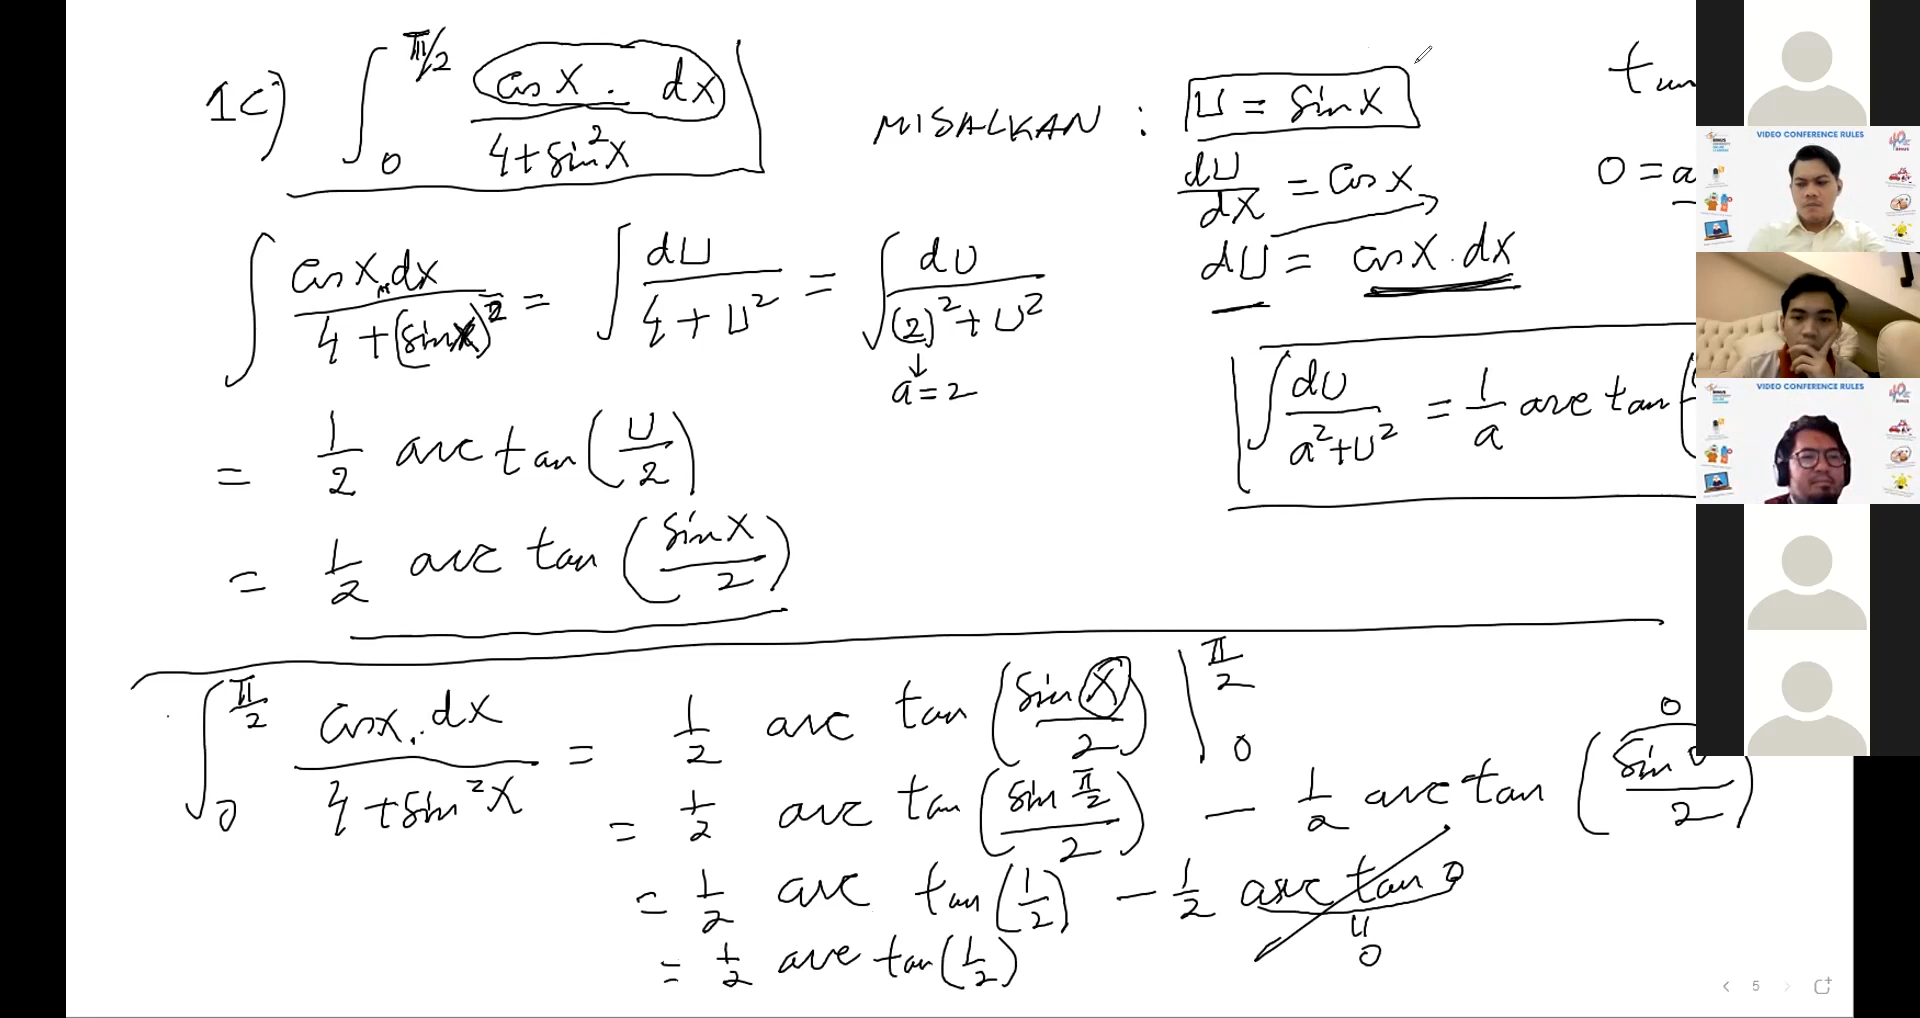 1c) ∫₀^(π/2) cos x . dx / 4 + sin²x
MISALKAN : U = sin x
dU/dx = cos x
dU = cos x . dx
∫ cos x . dx / 4 + (sin x)² = ∫ dU / 4 + U² = ∫ dU / (2)² + U²
↓
a = 2
= 1/2 arc tan (U/2)
= 1/2 arc tan (sin x / 2)
∫ dU / a² + U² = 1/a arc tan (
0 = a
∫₀^(π/2) cos x . dx / 4 + sin²x = 1/2 arc tan (sin x / 2) |₀^(π/2)
= 1/2 arc tan (sin π/2 / 2) − 1/2 arc tan (sin 0 / 2)
0
= 1/2 arc tan (1/2) − 1/2 arc tan 0
||
0
= 1/2 arc tan (1/2)
VIDEO CONFERENCE RULES
VIDEO CONFERENCE RULES
< 5 >